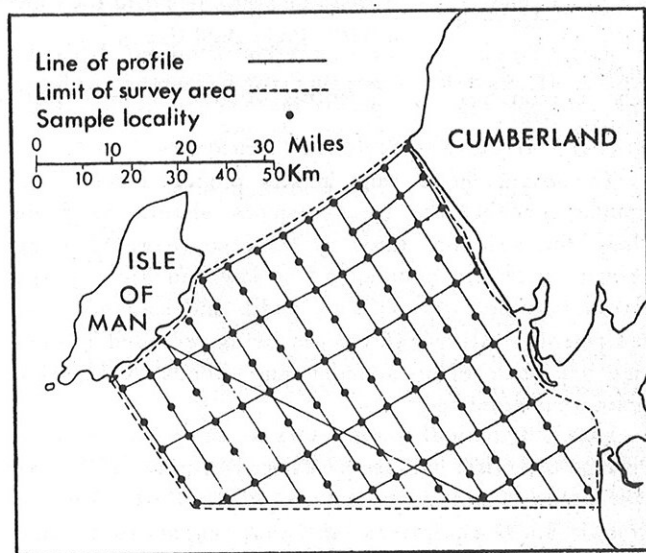 Line of profile
Limit of survey area
Sample locality
0 10 20 30 Miles
0 10 20 30 40 50 Km
CUMBERLAND
ISLE
OF
MAN